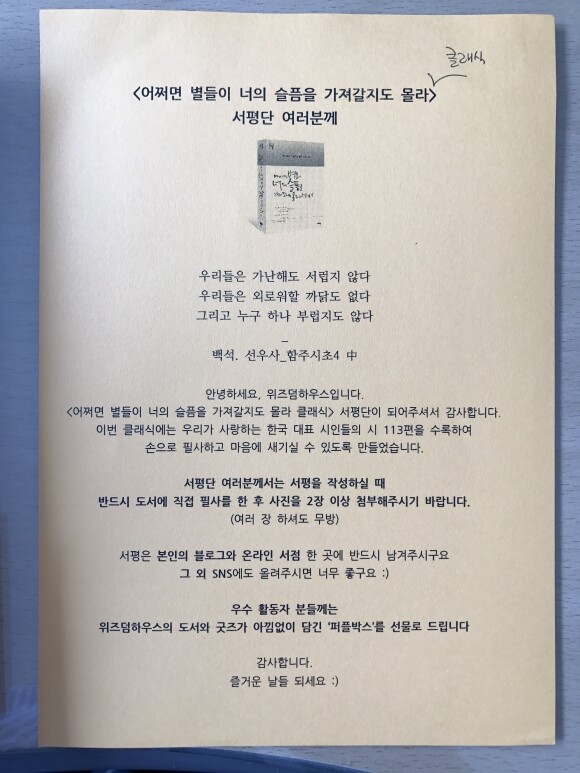 클래식
<어쩌면 별들이 너의 슬픔을 가져갈지도 몰라>
서평단 여러분께
우리들은 가난해도 서럽지 않다
우리들은 외로워할 까닭도 없다
그리고 누구 하나 부럽지도 않다
–
백석. 선우사_함주시초4 中
안녕하세요, 위즈덤하우스입니다.
<어쩌면 별들이 너의 슬픔을 가져갈지도 몰라 클래식> 서평단이 되어주셔서 감사합니다.
이번 클래식에는 우리가 사랑하는 한국 대표 시인들의 시 113편을 수록하여
손으로 필사하고 마음에 새기실 수 있도록 만들었습니다.
서평단 여러분께서는 서평을 작성하실 때
반드시 도서에 직접 필사를 한 후 사진을 2장 이상 첨부해주시기 바랍니다.
(여러 장 하셔도 무방)
서평은 본인의 블로그와 온라인 서점 한 곳에 반드시 남겨주시구요
그 외 SNS에도 올려주시면 너무 좋구요 :)
우수 활동자 분들께는
위즈덤하우스의 도서와 굿즈가 아낌없이 담긴 '퍼플박스'를 선물로 드립니다
감사합니다.
즐거운 날들 되세요 :)